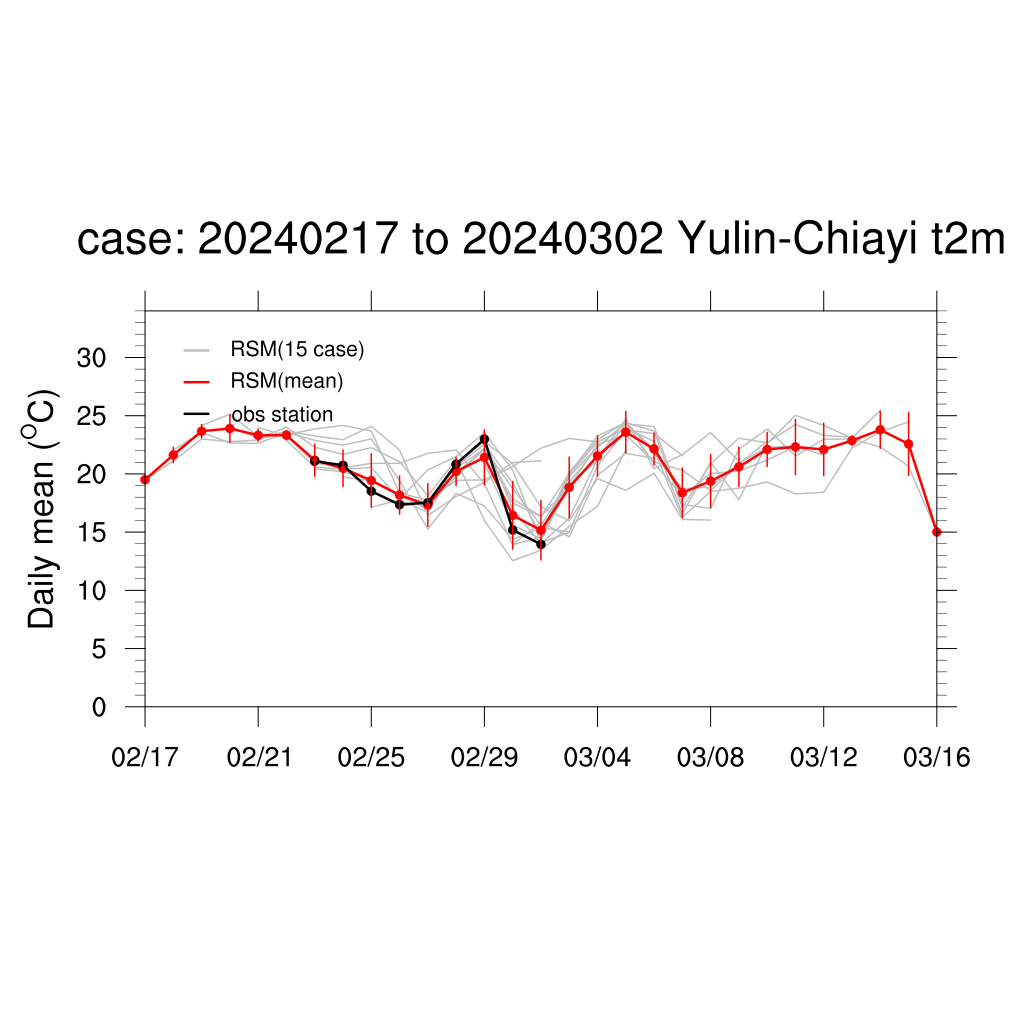 case: 20240217 to 20240302 Yulin-Chiayi t2m
RSM(15 case)
RSM(mean)
obs station
Daily mean (°C)
30
25
20
15
10
5
0
02/17 02/21 02/25 02/29 03/04 03/08 03/12 03/16